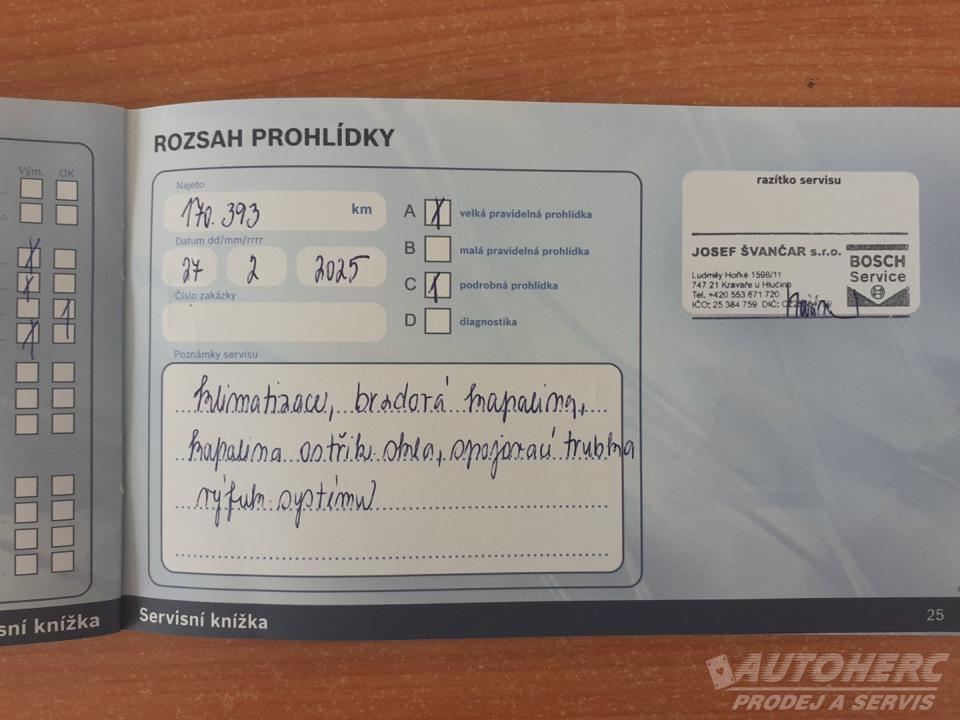 Vým. OK
ROZSAH PROHLÍDKY
Najeto
170.393 km
Datum dd/mm/rrrr
27 2 2025
Číslo zakázky
A velká pravidelná prohlídka
B malá pravidelná prohlídka
C podrobná prohlídka
D diagnostika
Poznámky servisu
klimatizace, brzdová kapalina,
kapalina ostřik. skla, spojovací trubka
výfuk. systému
razítko servisu
JOSEF ŠVANČAR s.r.o.
BOSCH
Service
Ludmily Hořké 1598/11
747 21 Kravaře u Hlučína
Tel. +420 553 671 720
IČO: 25 384 759 DIČ:
sní knížka
Servisní knížka
25
AUTOHERC
PRODEJ A SERVIS